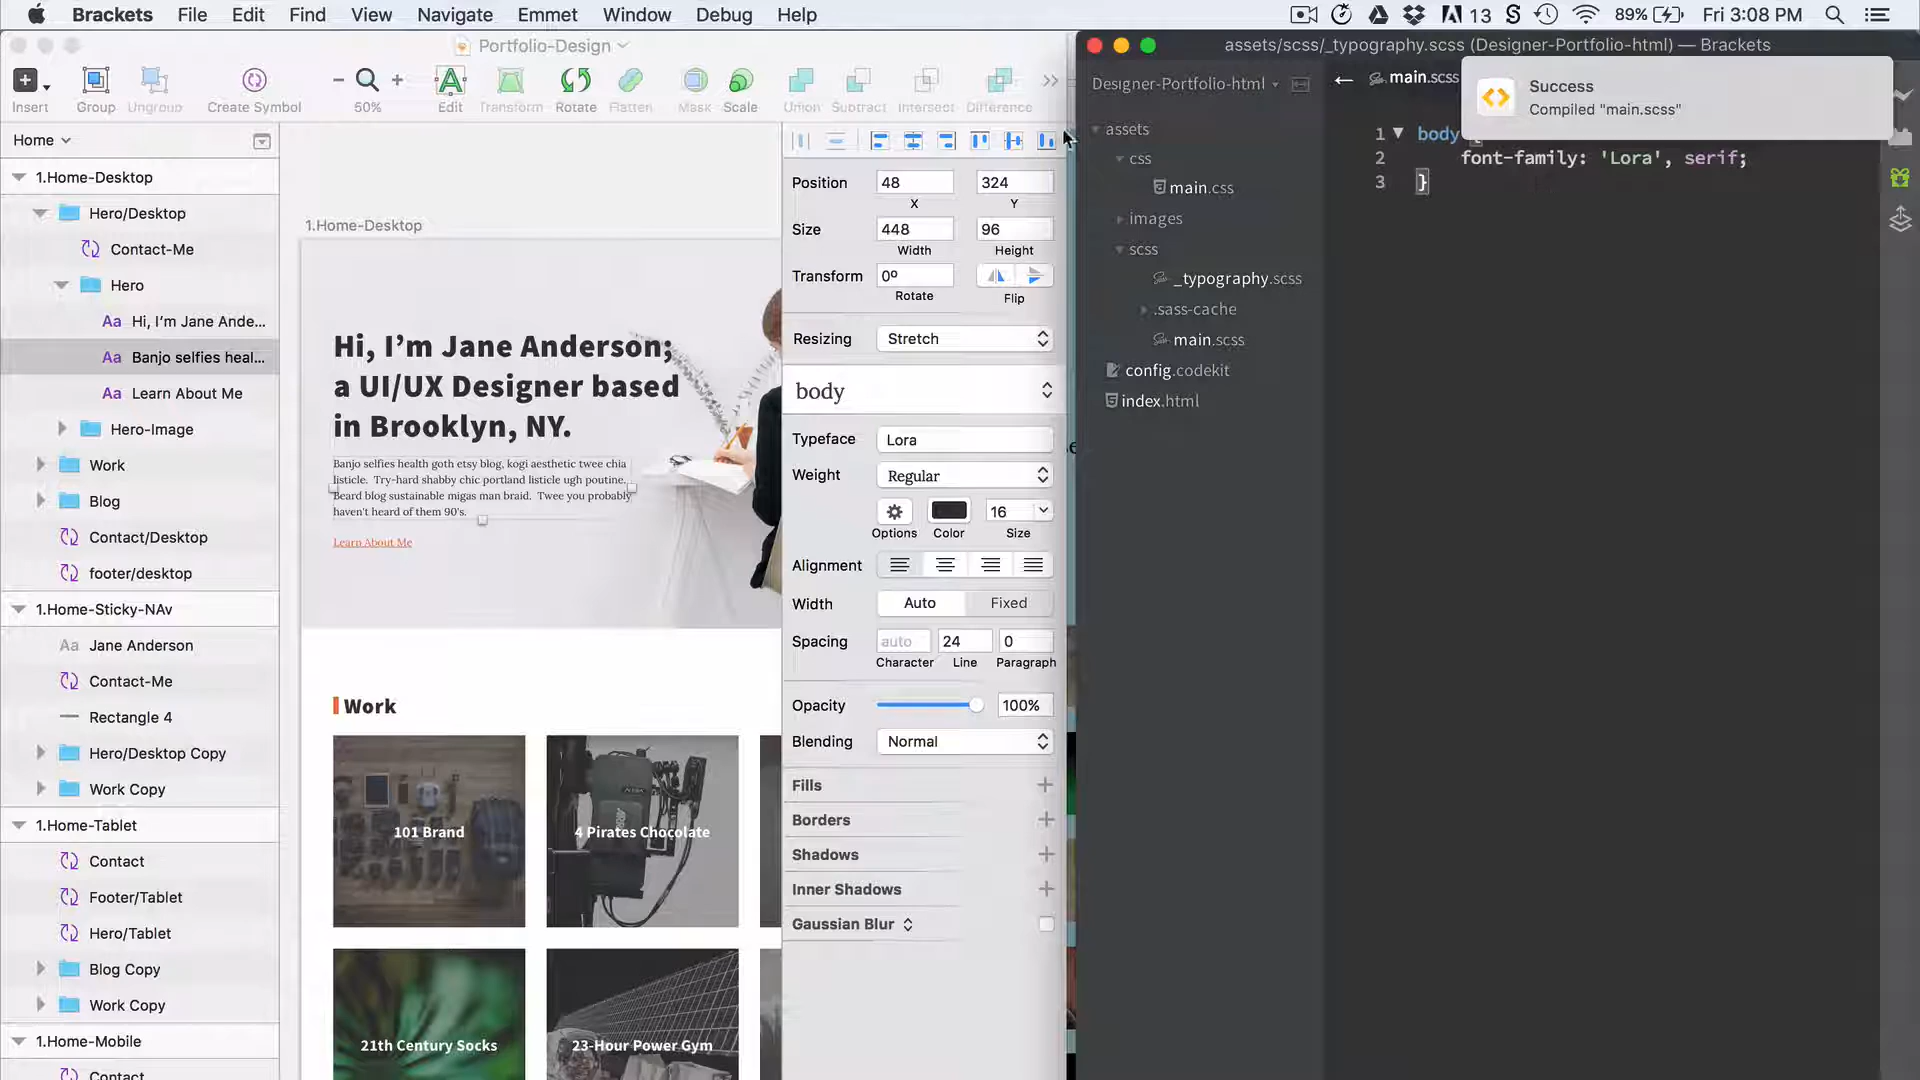 Brackets File Edit Find View Navigate Emmet Window Debug Help
13 89% Fri 3:08 PM
Portfolio-Design
Insert Group Ungroup Create Symbol 50% Edit Transform Rotate Flatten Mask Scale Union Subtract Intersect Difference
Home
1.Home-Desktop
Hero/Desktop
Contact-Me
Hero
Aa Hi, I’m Jane Ande...
Aa Banjo selfies heal...
Aa Learn About Me
Hero-Image
Work
Blog
Contact/Desktop
footer/desktop
1.Home-Sticky-NAv
Aa Jane Anderson
Contact-Me
Rectangle 4
Hero/Desktop Copy
Work Copy
1.Home-Tablet
Contact
Footer/Tablet
Hero/Tablet
Blog Copy
Work Copy
1.Home-Mobile
Contact
1.Home-Desktop
Hi, I’m Jane Anderson;
a UI/UX Designer based
in Brooklyn, NY.
Banjo selfies health goth etsy blog, kogi aesthetic twee chia
listicle. Try-hard shabby chic portland listicle ugh poutine.
Beard blog sustainable migas man braid. Twee you probably
haven't heard of them 90's.
Learn About Me
Work
101 Brand
4 Pirates Chocolate
21th Century Socks
23-Hour Power Gym
Position 48 324
X Y
Size 448 96
Width Height
Transform 0º
Rotate Flip
Resizing Stretch
body
Typeface Lora
Weight Regular
16
Options Color Size
Alignment
Width Auto Fixed
Spacing auto 24 0
Character Line Paragraph
Opacity 100%
Blending Normal
Fills
Borders
Shadows
Inner Shadows
Gaussian Blur
assets/scss/_typography.scss (Designer-Portfolio-html) — Brackets
Designer-Portfolio-html
assets
css
main.css
images
scss
_typography.scss
.sass-cache
main.scss
config.codekit
index.html
main.scss
Success
Compiled "main.scss"
1 body {
2 font-family: 'Lora', serif;
3 }